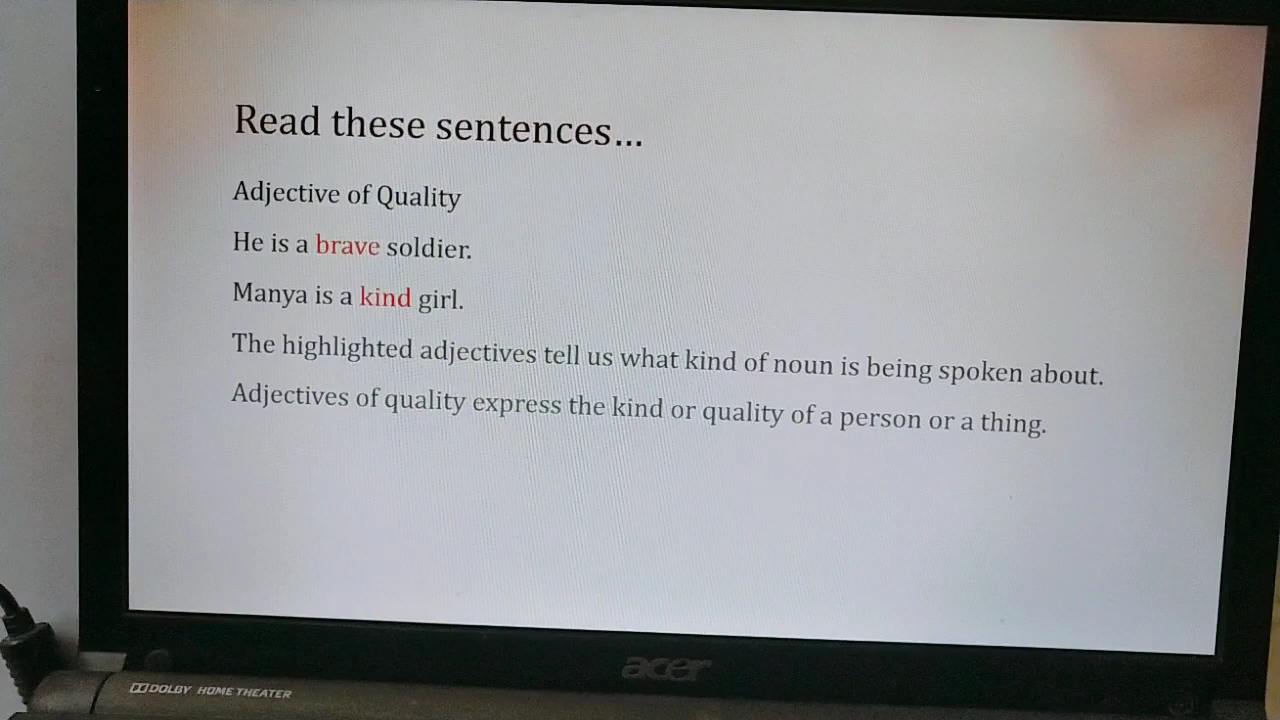 Read these sentences...
Adjective of Quality
He is a brave soldier.
Manya is a kind girl.
The highlighted adjectives tell us what kind of noun is being spoken about.
Adjectives of quality express the kind or quality of a person or a thing.
acer
DOLBY HOME THEATER